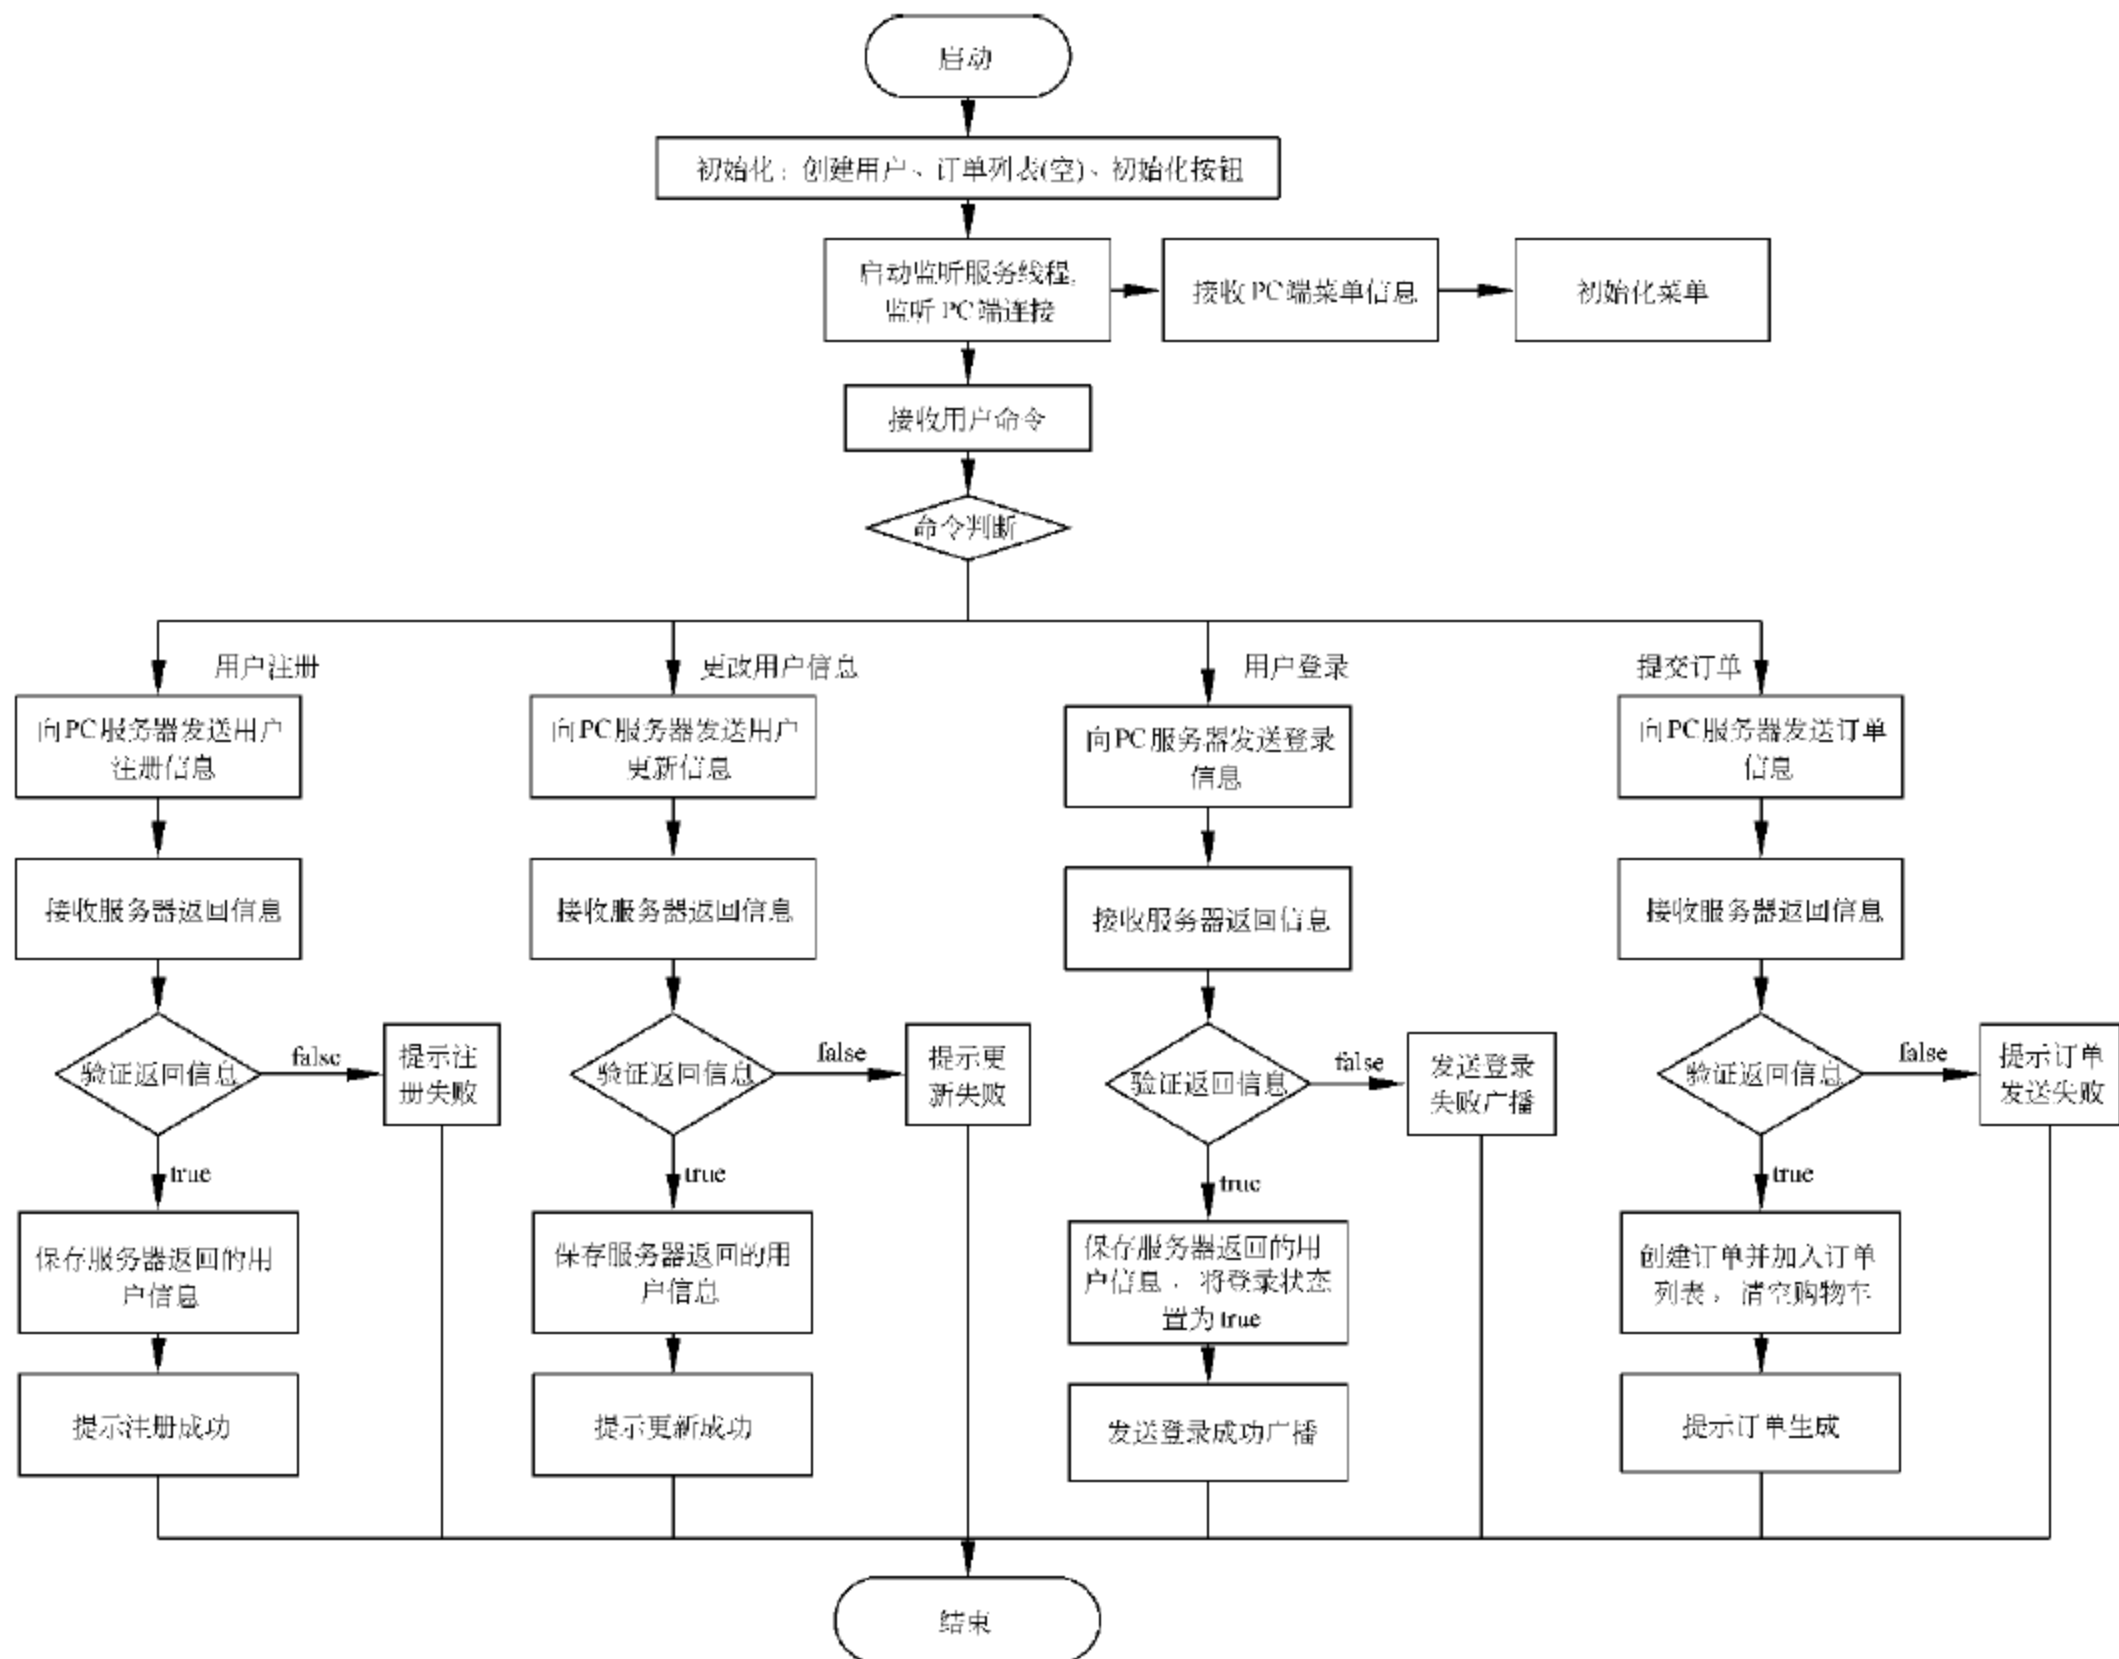 启动
初始化：创建用户、订单列表(空)、初始化按钮
启动监听服务线程,
监听PC端连接
接收PC端菜单信息
初始化菜单
接收用户命令
命令判断
用户注册
更改用户信息
用户登录
提交订单
向PC服务器发送用户
注册信息
向PC服务器发送用户
更新信息
向PC服务器发送登录
信息
向PC服务器发送订单
信息
接收服务器返回信息
接收服务器返回信息
接收服务器返回信息
接收服务器返回信息
验证返回信息
false
提示注
册失败
验证返回信息
false
提示更
新失败
验证返回信息
false
发送登录
失败广播
验证返回信息
false
提示订单
发送失败
true
true
true
true
保存服务器返回的用
户信息
保存服务器返回的用
户信息
保存服务器返回的用
户信息，将登录状态
置为true
创建订单并加入订单
列表，清空购物车
提示注册成功
提示更新成功
发送登录成功广播
提示订单生成
结束